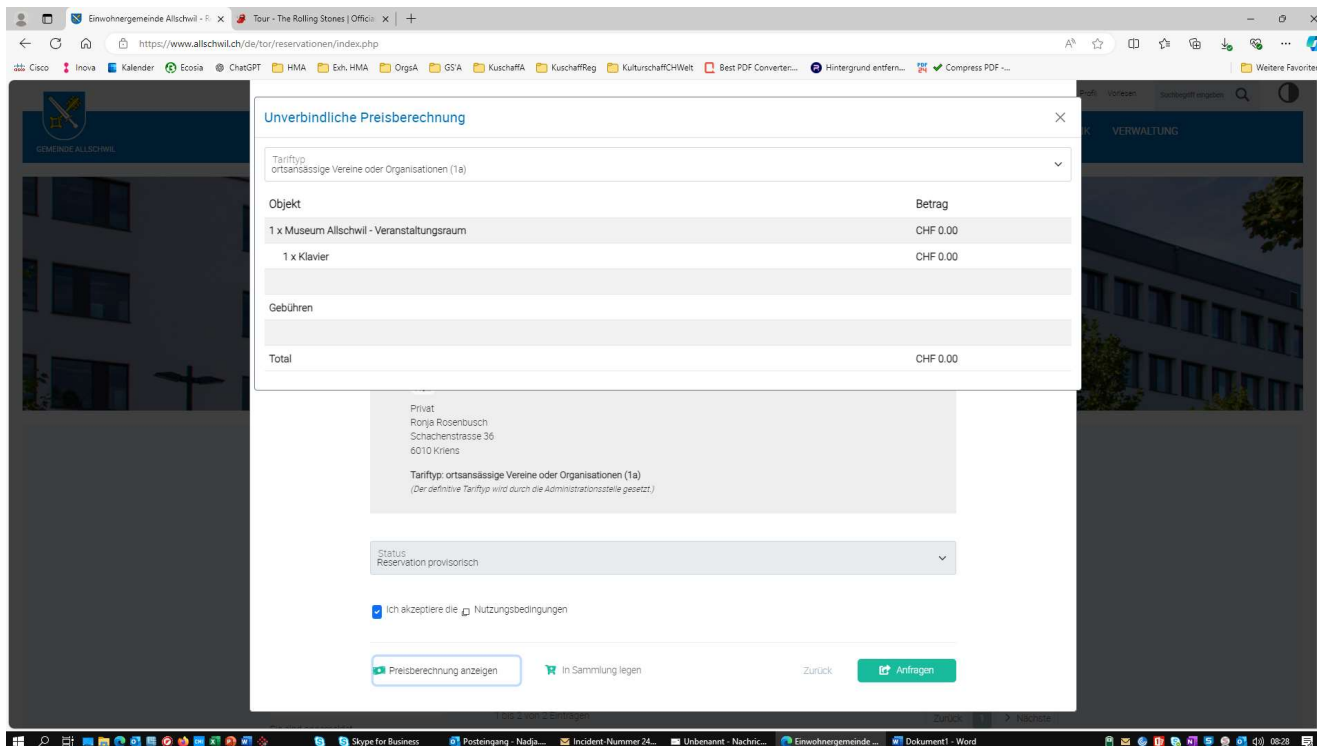 Einwohnergemeinde Allschwil - R
Tour - The Rolling Stones | Officia
https://www.allschwil.ch/de/tor/reservationen/index.php
Cisco Inova Kalender Ecosia ChatGPT HMA Exh. HMA OrgsA GS'A KuschaffA KuschaffReg KulturschaffCHWelt Best PDF Converter... Hintergrund entfern... Compress PDF -... Weitere Favoriten
Profil Vorlesen Suchbegriff eingeben
GEMEINDE ALLSCHWIL
VERWALTUNG
Unverbindliche Preisberechnung
Tariftyp
ortsansässige Vereine oder Organisationen (1a)
Objekt Betrag
1 x Museum Allschwil - Veranstaltungsraum CHF 0.00
1 x Klavier CHF 0.00
Gebühren
Total CHF 0.00
Privat
Ronja Rosenbusch
Schachenstrasse 36
6010 Kriens
Tariftyp: ortsansässige Vereine oder Organisationen (1a)
(Der definitive Tariftyp wird durch die Administrationsstelle gesetzt.)
Status
Reservation provisorisch
Ich akzeptiere die Nutzungsbedingungen
Preisberechnung anzeigen In Sammlung legen Zurück Anfragen
1 bis 2 von 2 Einträgen
Zurück 1 Nächste
Skype for Business Posteingang - Nadja.... Incident-Nummer 24... Unbenannt - Nachric... Einwohnergemeinde ... Dokument1 - Word 08:28